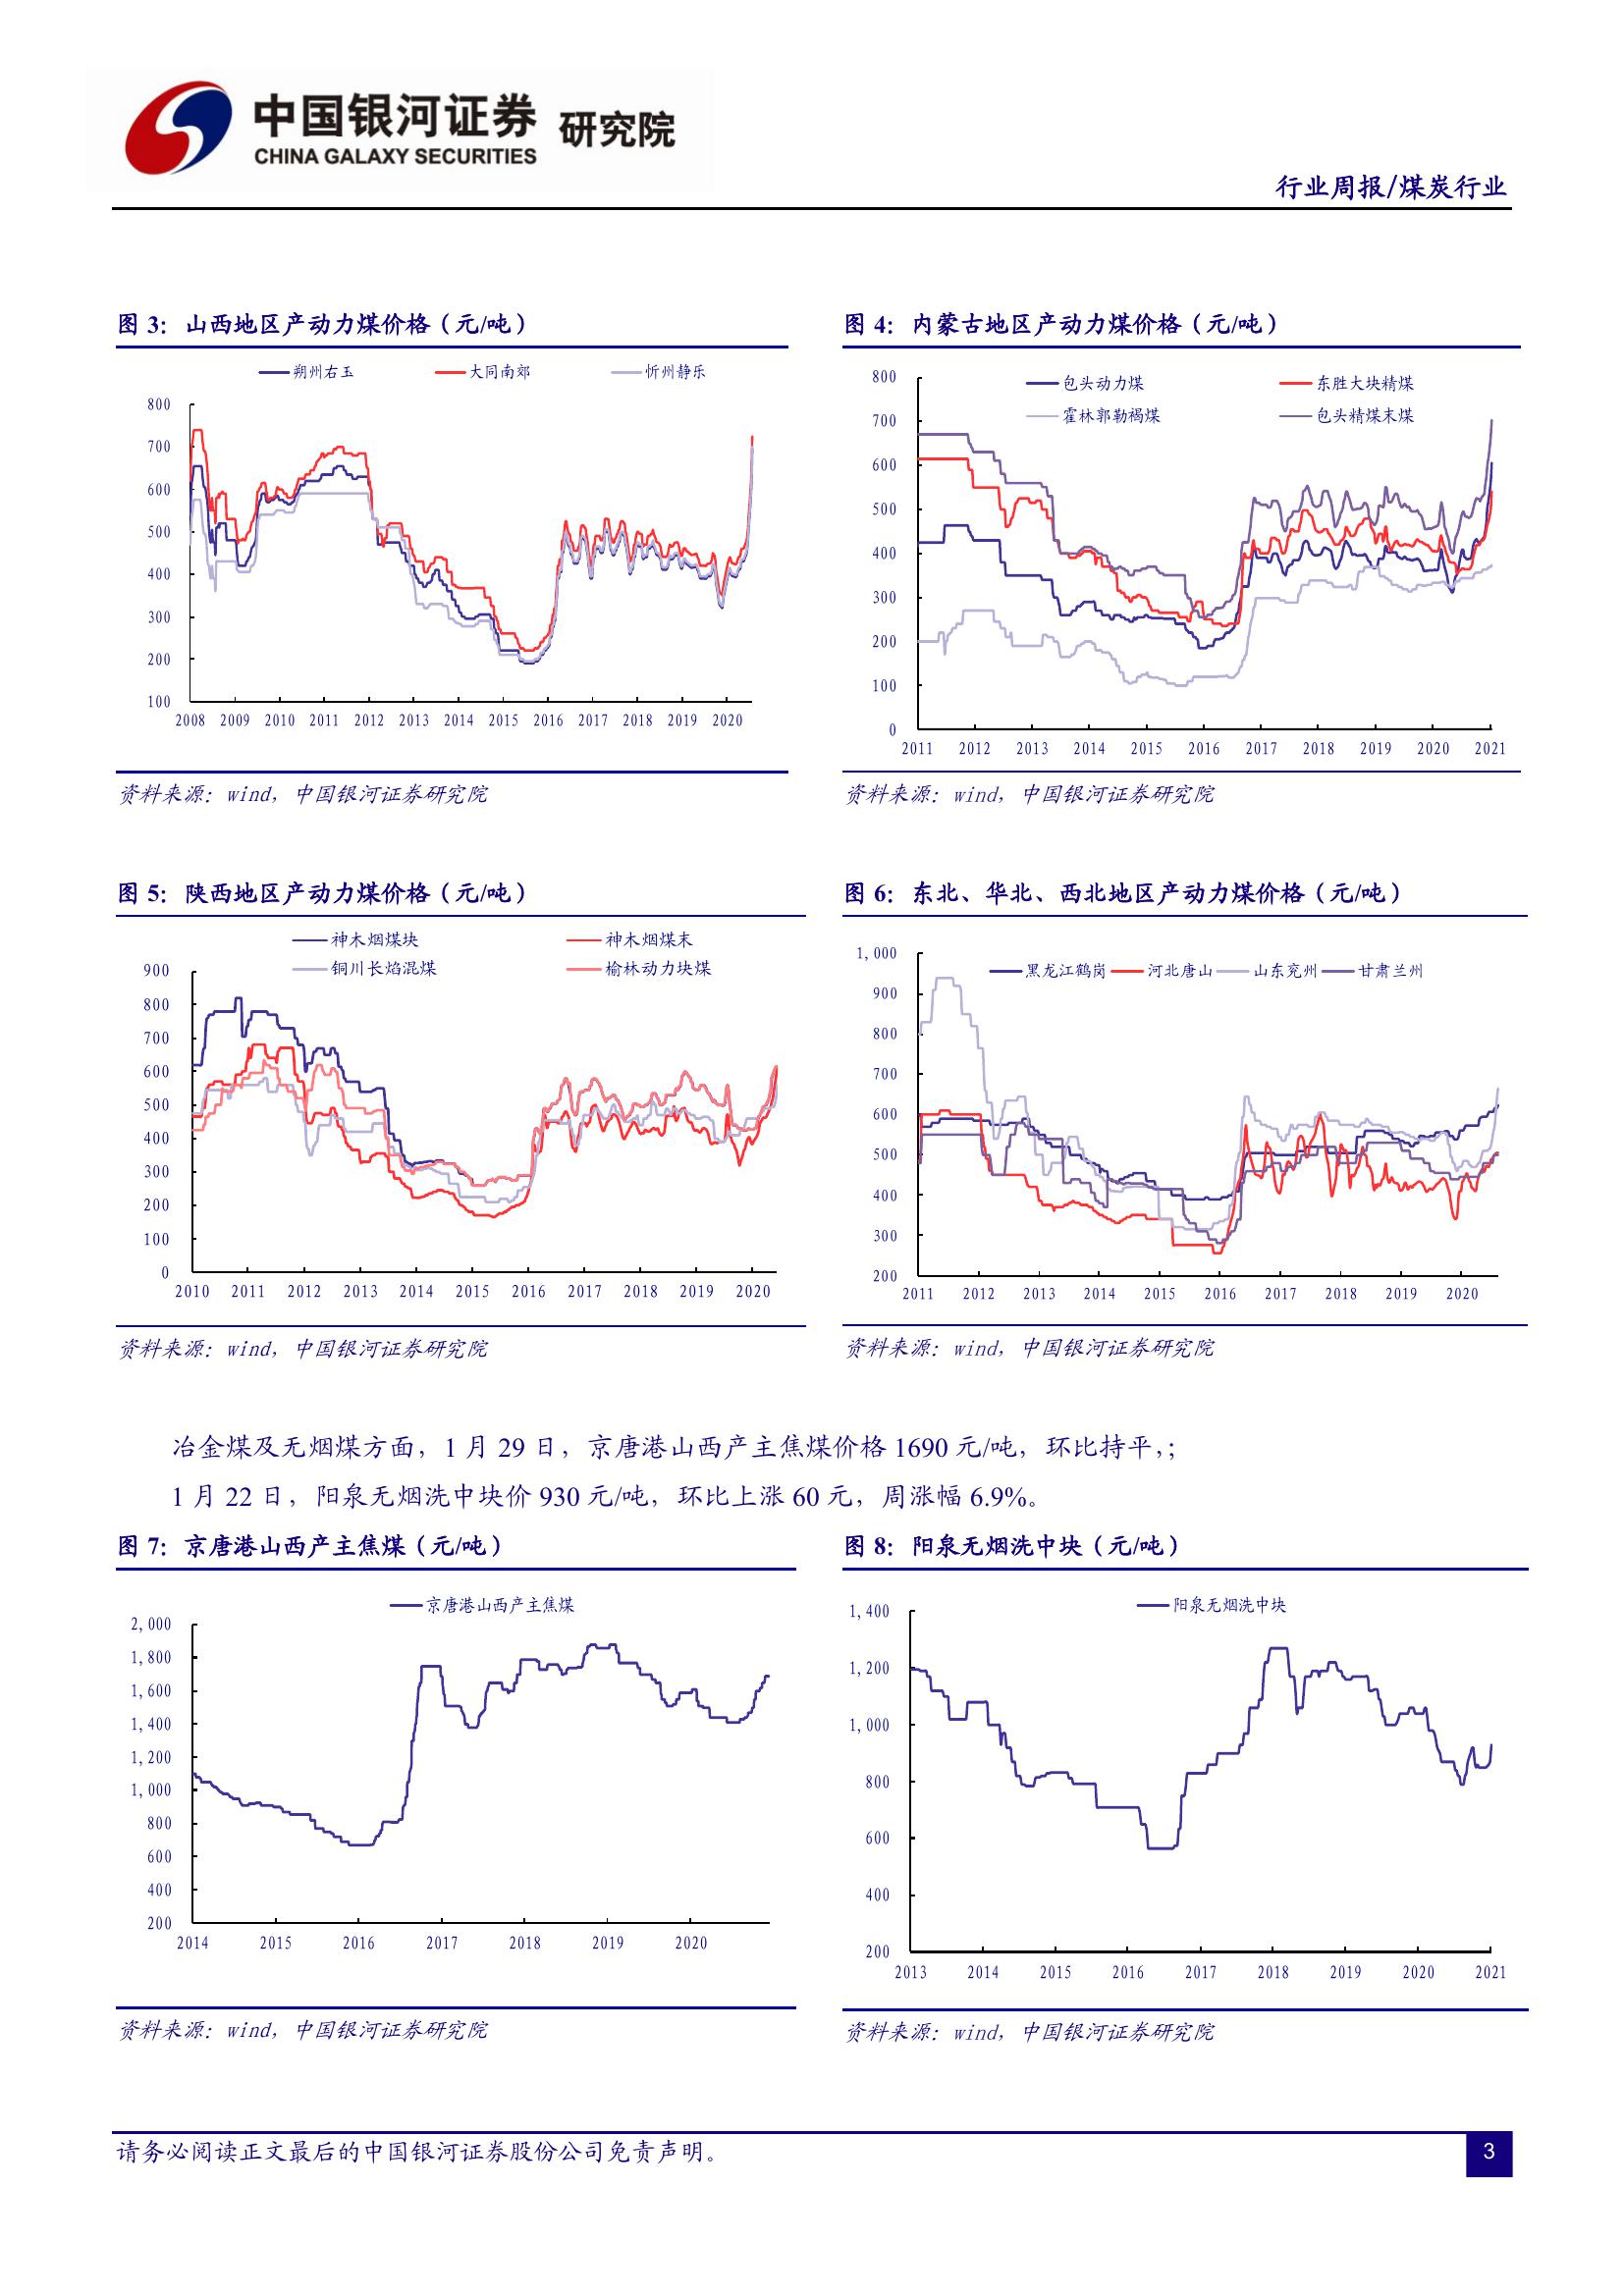 中国银河证券 研究院
CHINA GALAXY SECURITIES
行业周报/煤炭行业
图 3：山西地区产动力煤价格（元/吨）
朔州右玉 大同南郊 忻州静乐
800
700
600
500
400
300
200
100
2008 2009 2010 2011 2012 2013 2014 2015 2016 2017 2018 2019 2020
资料来源：wind，中国银河证券研究院
图 4：内蒙古地区产动力煤价格（元/吨）
包头动力煤 东胜大块精煤
霍林郭勒褐煤 包头精煤末煤
800
700
600
500
400
300
200
100
0
2011 2012 2013 2014 2015 2016 2017 2018 2019 2020 2021
资料来源：wind，中国银河证券研究院
图 5：陕西地区产动力煤价格（元/吨）
神木烟煤块 神木烟煤末
铜川长焰混煤 榆林动力块煤
900
800
700
600
500
400
300
200
100
0
2010 2011 2012 2013 2014 2015 2016 2017 2018 2019 2020
资料来源：wind，中国银河证券研究院
图 6：东北、华北、西北地区产动力煤价格（元/吨）
黑龙江鹤岗 河北唐山 山东兖州 甘肃兰州
1,000
900
800
700
600
500
400
300
200
2011 2012 2013 2014 2015 2016 2017 2018 2019 2020
资料来源：wind，中国银河证券研究院
冶金煤及无烟煤方面，1 月 29 日，京唐港山西产主焦煤价格 1690 元/吨，环比持平，；
1 月 22 日，阳泉无烟洗中块价 930 元/吨，环比上涨 60 元，周涨幅 6.9%。
图 7：京唐港山西产主焦煤（元/吨）
京唐港山西产主焦煤
2,000
1,800
1,600
1,400
1,200
1,000
800
600
400
200
2014 2015 2016 2017 2018 2019 2020
资料来源：wind，中国银河证券研究院
图 8：阳泉无烟洗中块（元/吨）
阳泉无烟洗中块
1,400
1,200
1,000
800
600
400
200
2013 2014 2015 2016 2017 2018 2019 2020 2021
资料来源：wind，中国银河证券研究院
请务必阅读正文最后的中国银河证券股份公司免责声明。
3